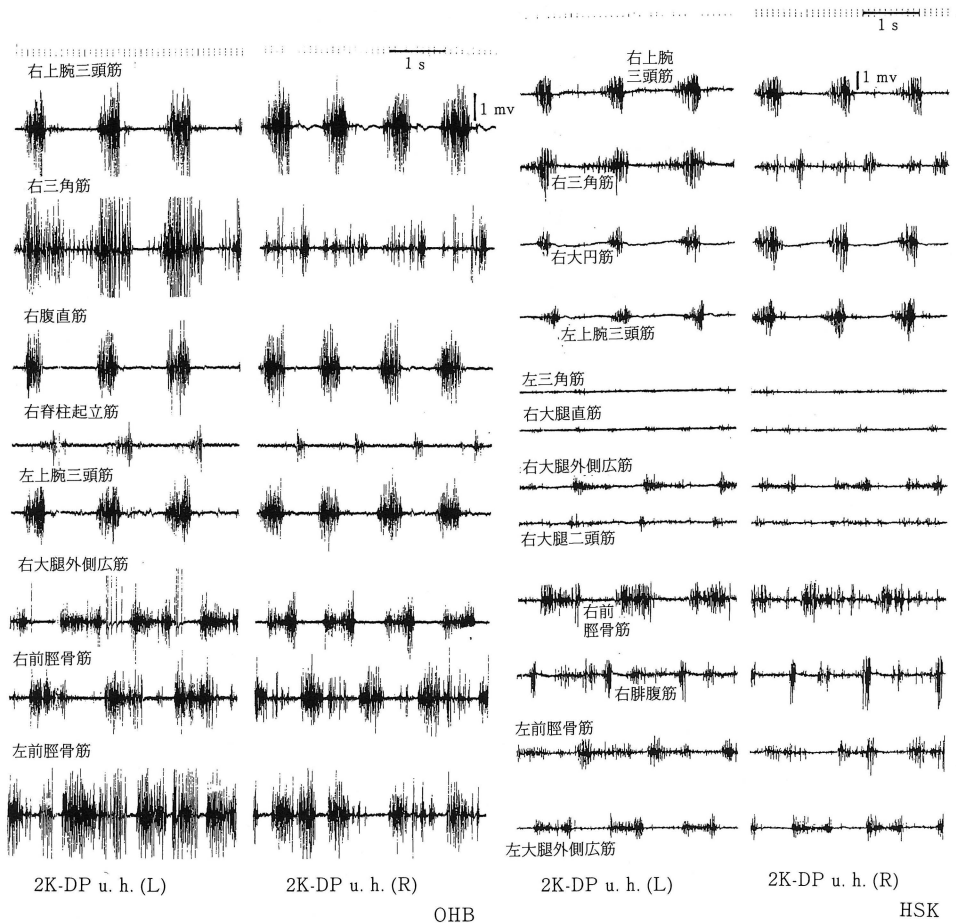 1 s
右上腕三頭筋
1 mv
右三角筋
右腹直筋
右脊柱起立筋
左上腕三頭筋
右大腿外側広筋
右前脛骨筋
左前脛骨筋
2K-DP u. h. (L)
2K-DP u. h. (R)
OHB
1 s
右上腕
三頭筋
1 mv
右三角筋
右大円筋
左上腕三頭筋
左三角筋
右大腿直筋
右大腿外側広筋
右大腿二頭筋
右前
脛骨筋
右腓腹筋
左前脛骨筋
左大腿外側広筋
2K-DP u. h. (L)
2K-DP u. h. (R)
HSK